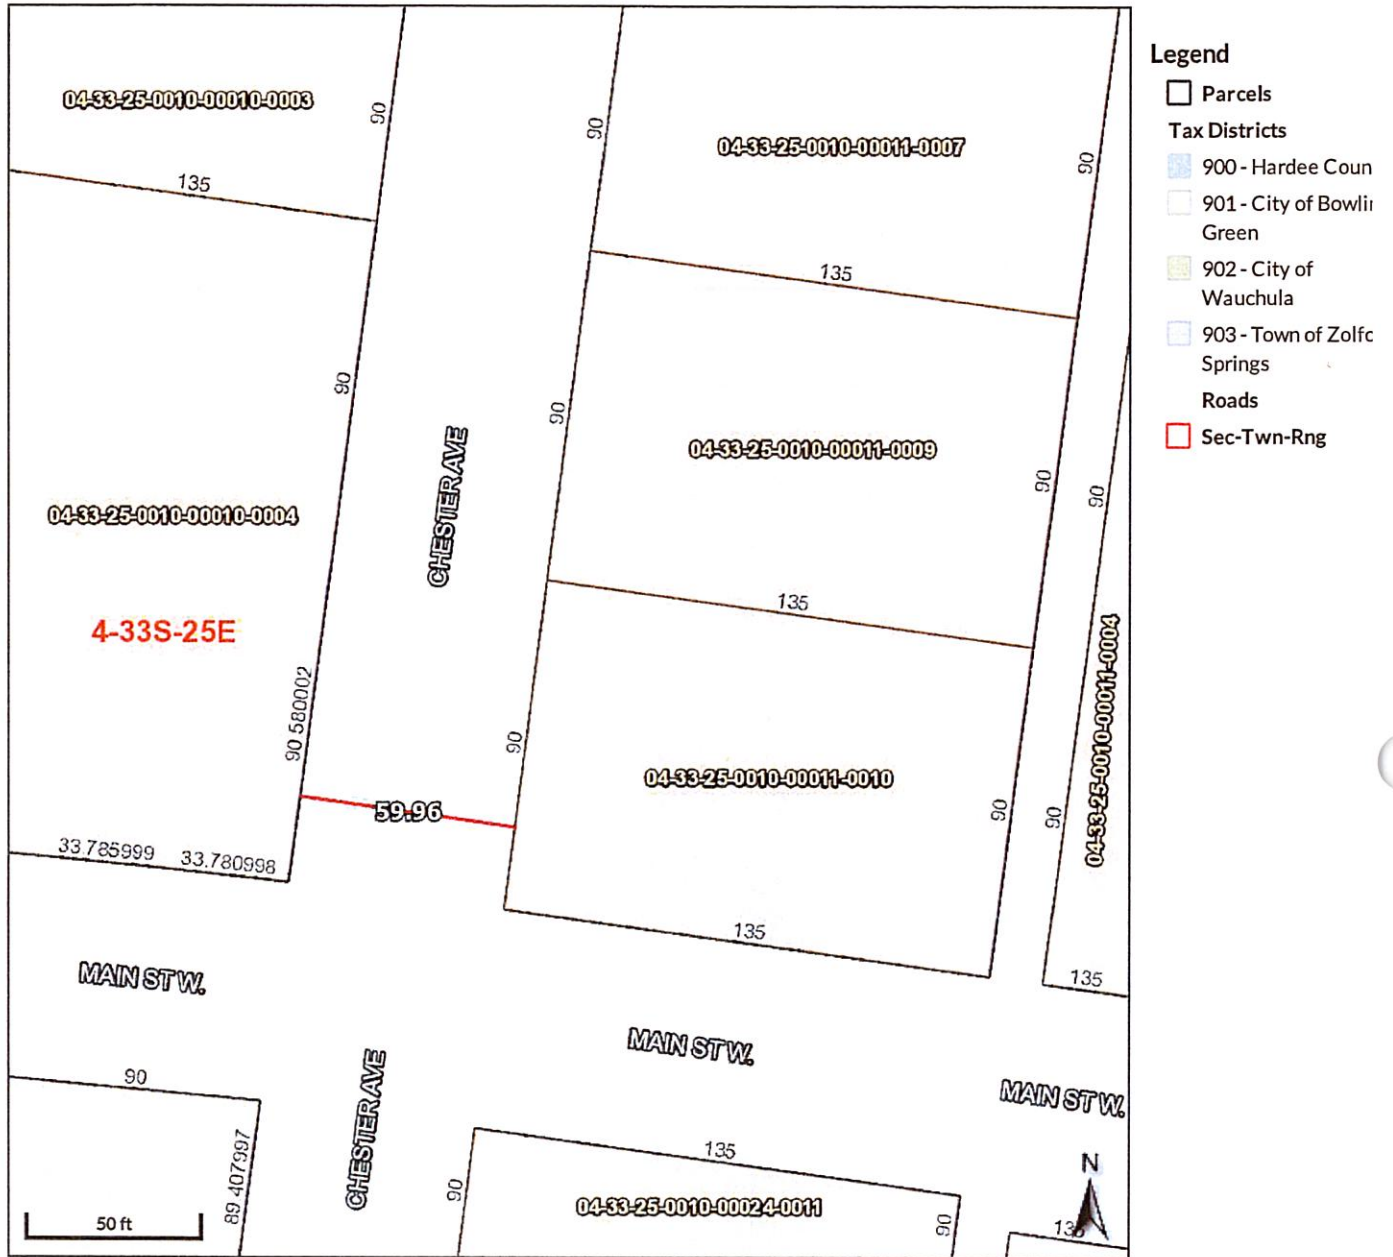 04-33-25-0010-00010-0003
90
90
04-33-25-0010-00011-0007
90
135
135
90
90
CHESTER AVE
04-33-25-0010-00011-0009
90
90
04-33-25-0010-00010-0004
4-33S-25E
135
90.580002
90
04-33-25-0010-00011-0010
90
90
04-33-25-0010-00011-0004
59.96
33.785999
33.780998
135
135
MAIN ST W.
MAIN ST W.
MAIN ST W.
90
CHESTER AVE
89.407997
135
90
04-33-25-0010-00024-0011
90
N
50 ft
Legend
Parcels
Tax Districts
900 - Hardee Coun
901 - City of Bowlin
Green
902 - City of
Wauchula
903 - Town of Zolfo
Springs
Roads
Sec-Twn-Rng